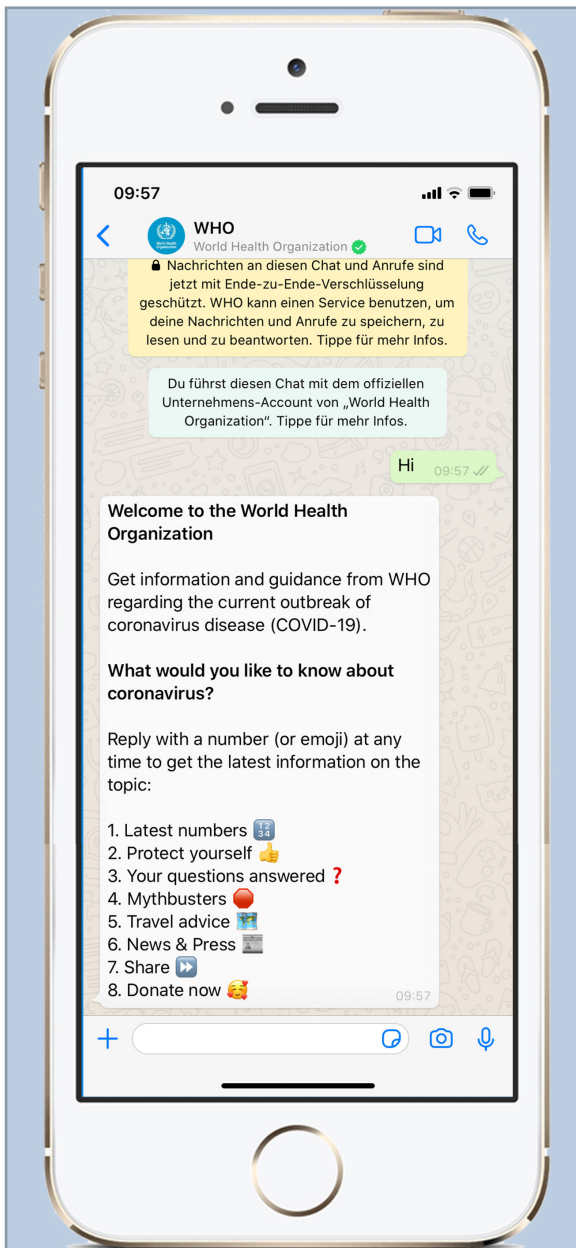 09:57
WHO
World Health Organization
Nachrichten an diesen Chat und Anrufe sind
jetzt mit Ende-zu-Ende-Verschlüsselung
geschützt. WHO kann einen Service benutzen, um
deine Nachrichten und Anrufe zu speichern, zu
lesen und zu beantworten. Tippe für mehr Infos.
Du führst diesen Chat mit dem offiziellen
Unternehmens-Account von „World Health
Organization“. Tippe für mehr Infos.
Hi 09:57
Welcome to the World Health
Organization
Get information and guidance from WHO
regarding the current outbreak of
coronavirus disease (COVID-19).
What would you like to know about
coronavirus?
Reply with a number (or emoji) at any
time to get the latest information on the
topic:
1. Latest numbers 🔢
2. Protect yourself 👍
3. Your questions answered ❓
4. Mythbusters 🛑
5. Travel advice 🗺️
6. News & Press 📰
7. Share ⏩
8. Donate now 🥰
09:57